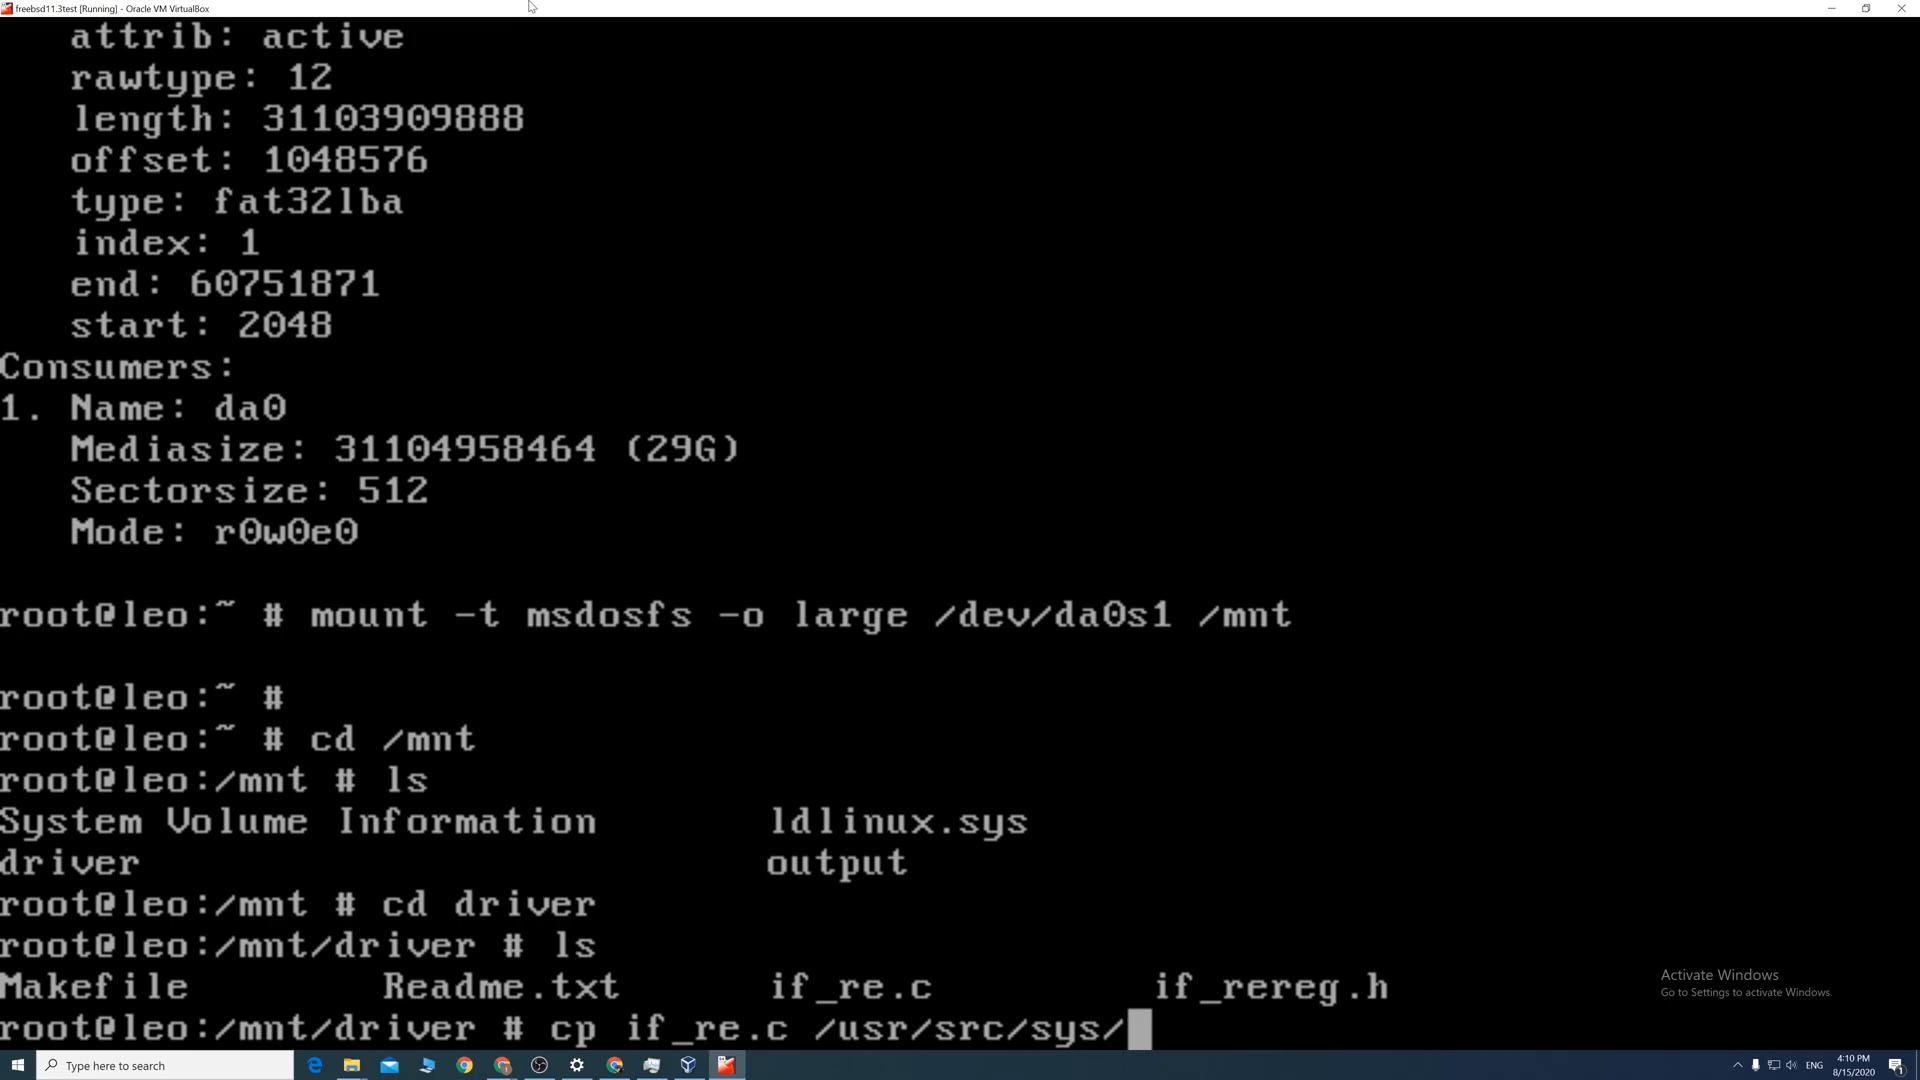 freebsd11.3test [Running] - Oracle VM VirtualBox
attrib: active
rawtype: 12
length: 31103909888
offset: 1048576
type: fat32lba
index: 1
end: 60751871
start: 2048
Consumers:
1. Name: da0
Mediasize: 31104958464 (29G)
Sectorsize: 512
Mode: r0w0e0
root@leo:~ # mount -t msdosfs -o large /dev/da0s1 /mnt
root@leo:~ #
root@leo:~ # cd /mnt
root@leo:/mnt # ls
System Volume Information ldlinux.sys
driver output
root@leo:/mnt # cd driver
root@leo:/mnt/driver # ls
Makefile Readme.txt if_re.c if_rereg.h
root@leo:/mnt/driver # cp if_re.c /usr/src/sys/
Activate Windows
Go to Settings to activate Windows.
Type here to search
ENG
4:10 PM
8/15/2020
1